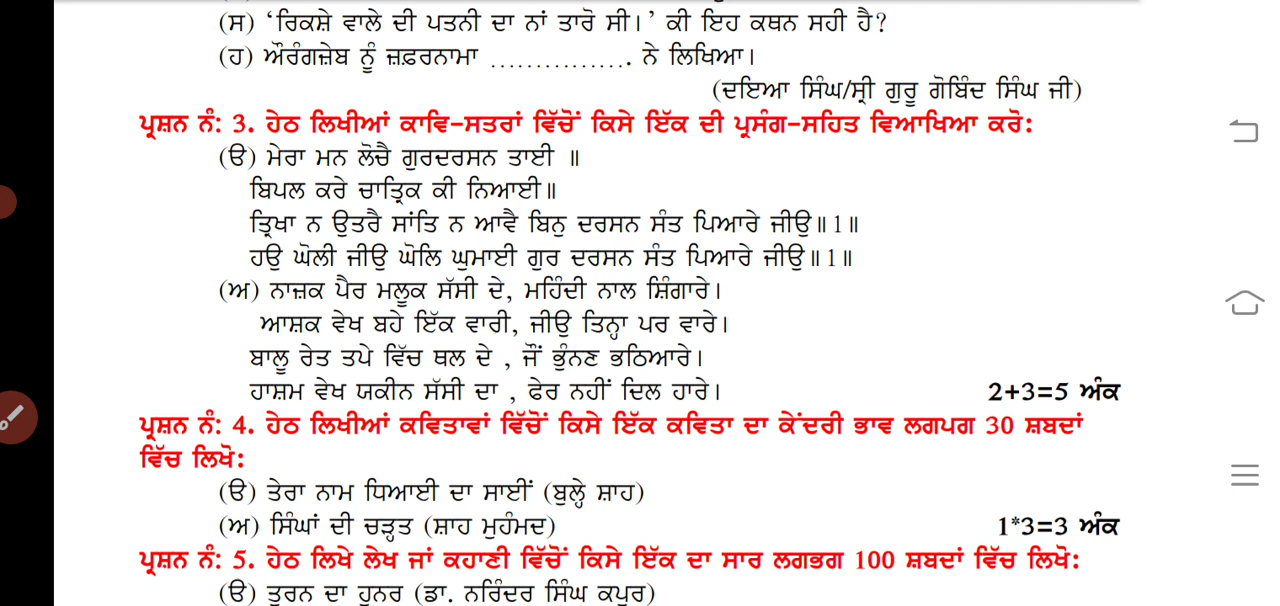 (ਸ) ‘ਰਿਕਸ਼ੇ ਵਾਲੇ ਦੀ ਪਤਨੀ ਦਾ ਨਾਂ ਤਾਰੋ ਸੀ।’ ਕੀ ਇਹ ਕਥਨ ਸਹੀ ਹੈ?
(ਹ) ਔਰੰਗਜ਼ੇਬ ਨੂੰ ਜ਼ਫ਼ਰਨਾਮਾ ................ ਨੇ ਲਿਖਿਆ।
(ਦਇਆ ਸਿੰਘ/ਸ੍ਰੀ ਗੁਰੂ ਗੋਬਿੰਦ ਸਿੰਘ ਜੀ)
ਪ੍ਰਸ਼ਨ ਨੰ: 3. ਹੇਠ ਲਿਖੀਆਂ ਕਾਵਿ-ਸਤਰਾਂ ਵਿੱਚੋਂ ਕਿਸੇ ਇੱਕ ਦੀ ਪ੍ਰਸੰਗ-ਸਹਿਤ ਵਿਆਖਿਆ ਕਰੋ:
(ੳ) ਮੇਰਾ ਮਨ ਲੋਚੈ ਗੁਰਦਰਸਨ ਤਾਈ ॥
ਬਿਪਲ ਕਰੇ ਚਾਤ੍ਰਿਕ ਕੀ ਨਿਆਈ॥
ਤ੍ਰਿਖਾ ਨ ਉਤਰੈ ਸਾਂਤਿ ਨ ਆਵੈ ਬਿਨੁ ਦਰਸਨ ਸੰਤ ਪਿਆਰੇ ਜੀਉ॥1॥
ਹਉ ਘੋਲੀ ਜੀਉ ਘੋਲਿ ਘੁਮਾਈ ਗੁਰ ਦਰਸਨ ਸੰਤ ਪਿਆਰੇ ਜੀਉ॥1॥
(ਅ) ਨਾਜ਼ਕ ਪੈਰ ਮਲੂਕ ਸੱਸੀ ਦੇ, ਮਹਿੰਦੀ ਨਾਲ ਸ਼ਿੰਗਾਰੇ।
ਆਸ਼ਕ ਵੇਖ ਬਹੇ ਇੱਕ ਵਾਰੀ, ਜੀਉ ਤਿਨ੍ਹਾ ਪਰ ਵਾਰੇ।
ਬਾਲੂ ਰੇਤ ਤਪੇ ਵਿੱਚ ਥਲ ਦੇ , ਜੌਂ ਭੁੰਨਣ ਭਠਿਆਰੇ।
ਹਾਸ਼ਮ ਵੇਖ ਯਕੀਨ ਸੱਸੀ ਦਾ , ਫੇਰ ਨਹੀਂ ਦਿਲ ਹਾਰੇ। 2+3=5 ਅੰਕ
ਪ੍ਰਸ਼ਨ ਨੰ: 4. ਹੇਠ ਲਿਖੀਆਂ ਕਵਿਤਾਵਾਂ ਵਿੱਚੋਂ ਕਿਸੇ ਇੱਕ ਕਵਿਤਾ ਦਾ ਕੇਂਦਰੀ ਭਾਵ ਲਗਪਗ 30 ਸ਼ਬਦਾਂ
ਵਿੱਚ ਲਿਖੋ:
(ੳ) ਤੇਰਾ ਨਾਮ ਧਿਆਈ ਦਾ ਸਾਈਂ (ਬੁਲ੍ਹੇ ਸ਼ਾਹ)
(ਅ) ਸਿੰਘਾਂ ਦੀ ਚੜ੍ਹਤ (ਸ਼ਾਹ ਮੁਹੰਮਦ) 1*3=3 ਅੰਕ
ਪ੍ਰਸ਼ਨ ਨੰ: 5. ਹੇਠ ਲਿਖੇ ਲੇਖ ਜਾਂ ਕਹਾਣੀ ਵਿੱਚੋਂ ਕਿਸੇ ਇੱਕ ਦਾ ਸਾਰ ਲਗਭਗ 100 ਸ਼ਬਦਾਂ ਵਿੱਚ ਲਿਖੋ:
(ੳ) ਤੁਰਨ ਦਾ ਹੁਨਰ (ਡਾ. ਨਰਿੰਦਰ ਸਿੰਘ ਕਪੂਰ)